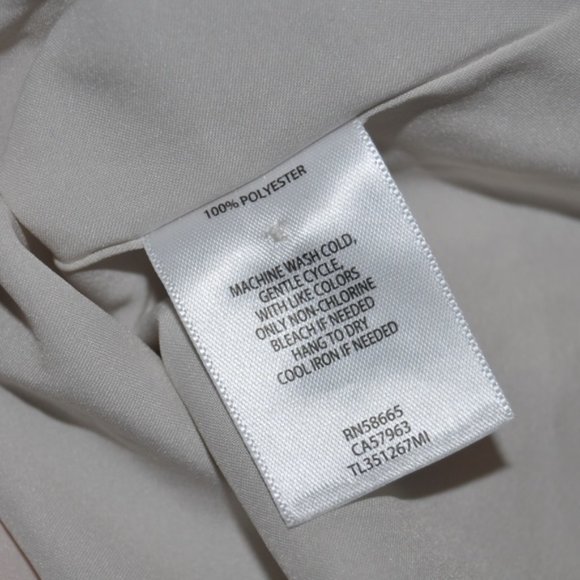 100% POLYESTER
MACHINE WASH COLD,
GENTLE CYCLE,
WITH LIKE COLORS
ONLY NON-CHLORINE
BLEACH IF NEEDED
HANG TO DRY
COOL IRON IF NEEDED
RN58665
CA57963
TL351267MI